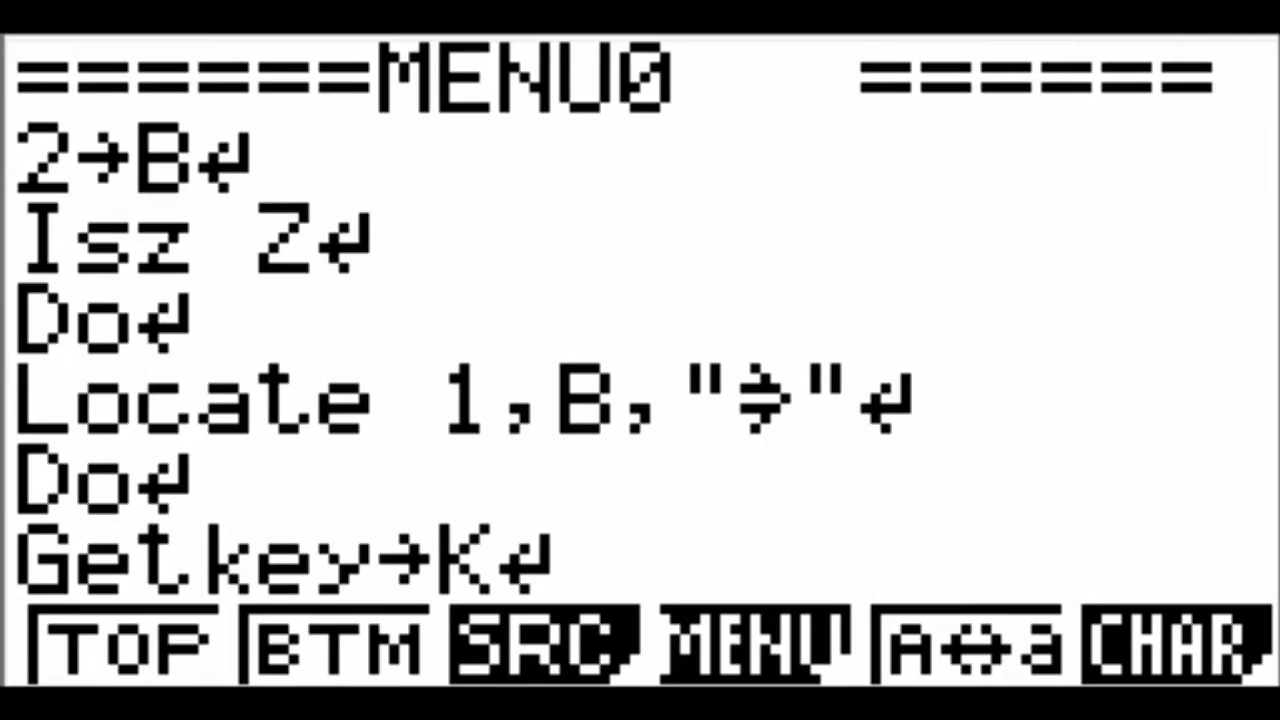 ======MENU0   ======
2→B↵
Isz Z↵
Do↵
Locate 1,B,"⇒"↵
Do↵
Getkey→K↵
TOP BTM SRC MENU A⇔a CHAR